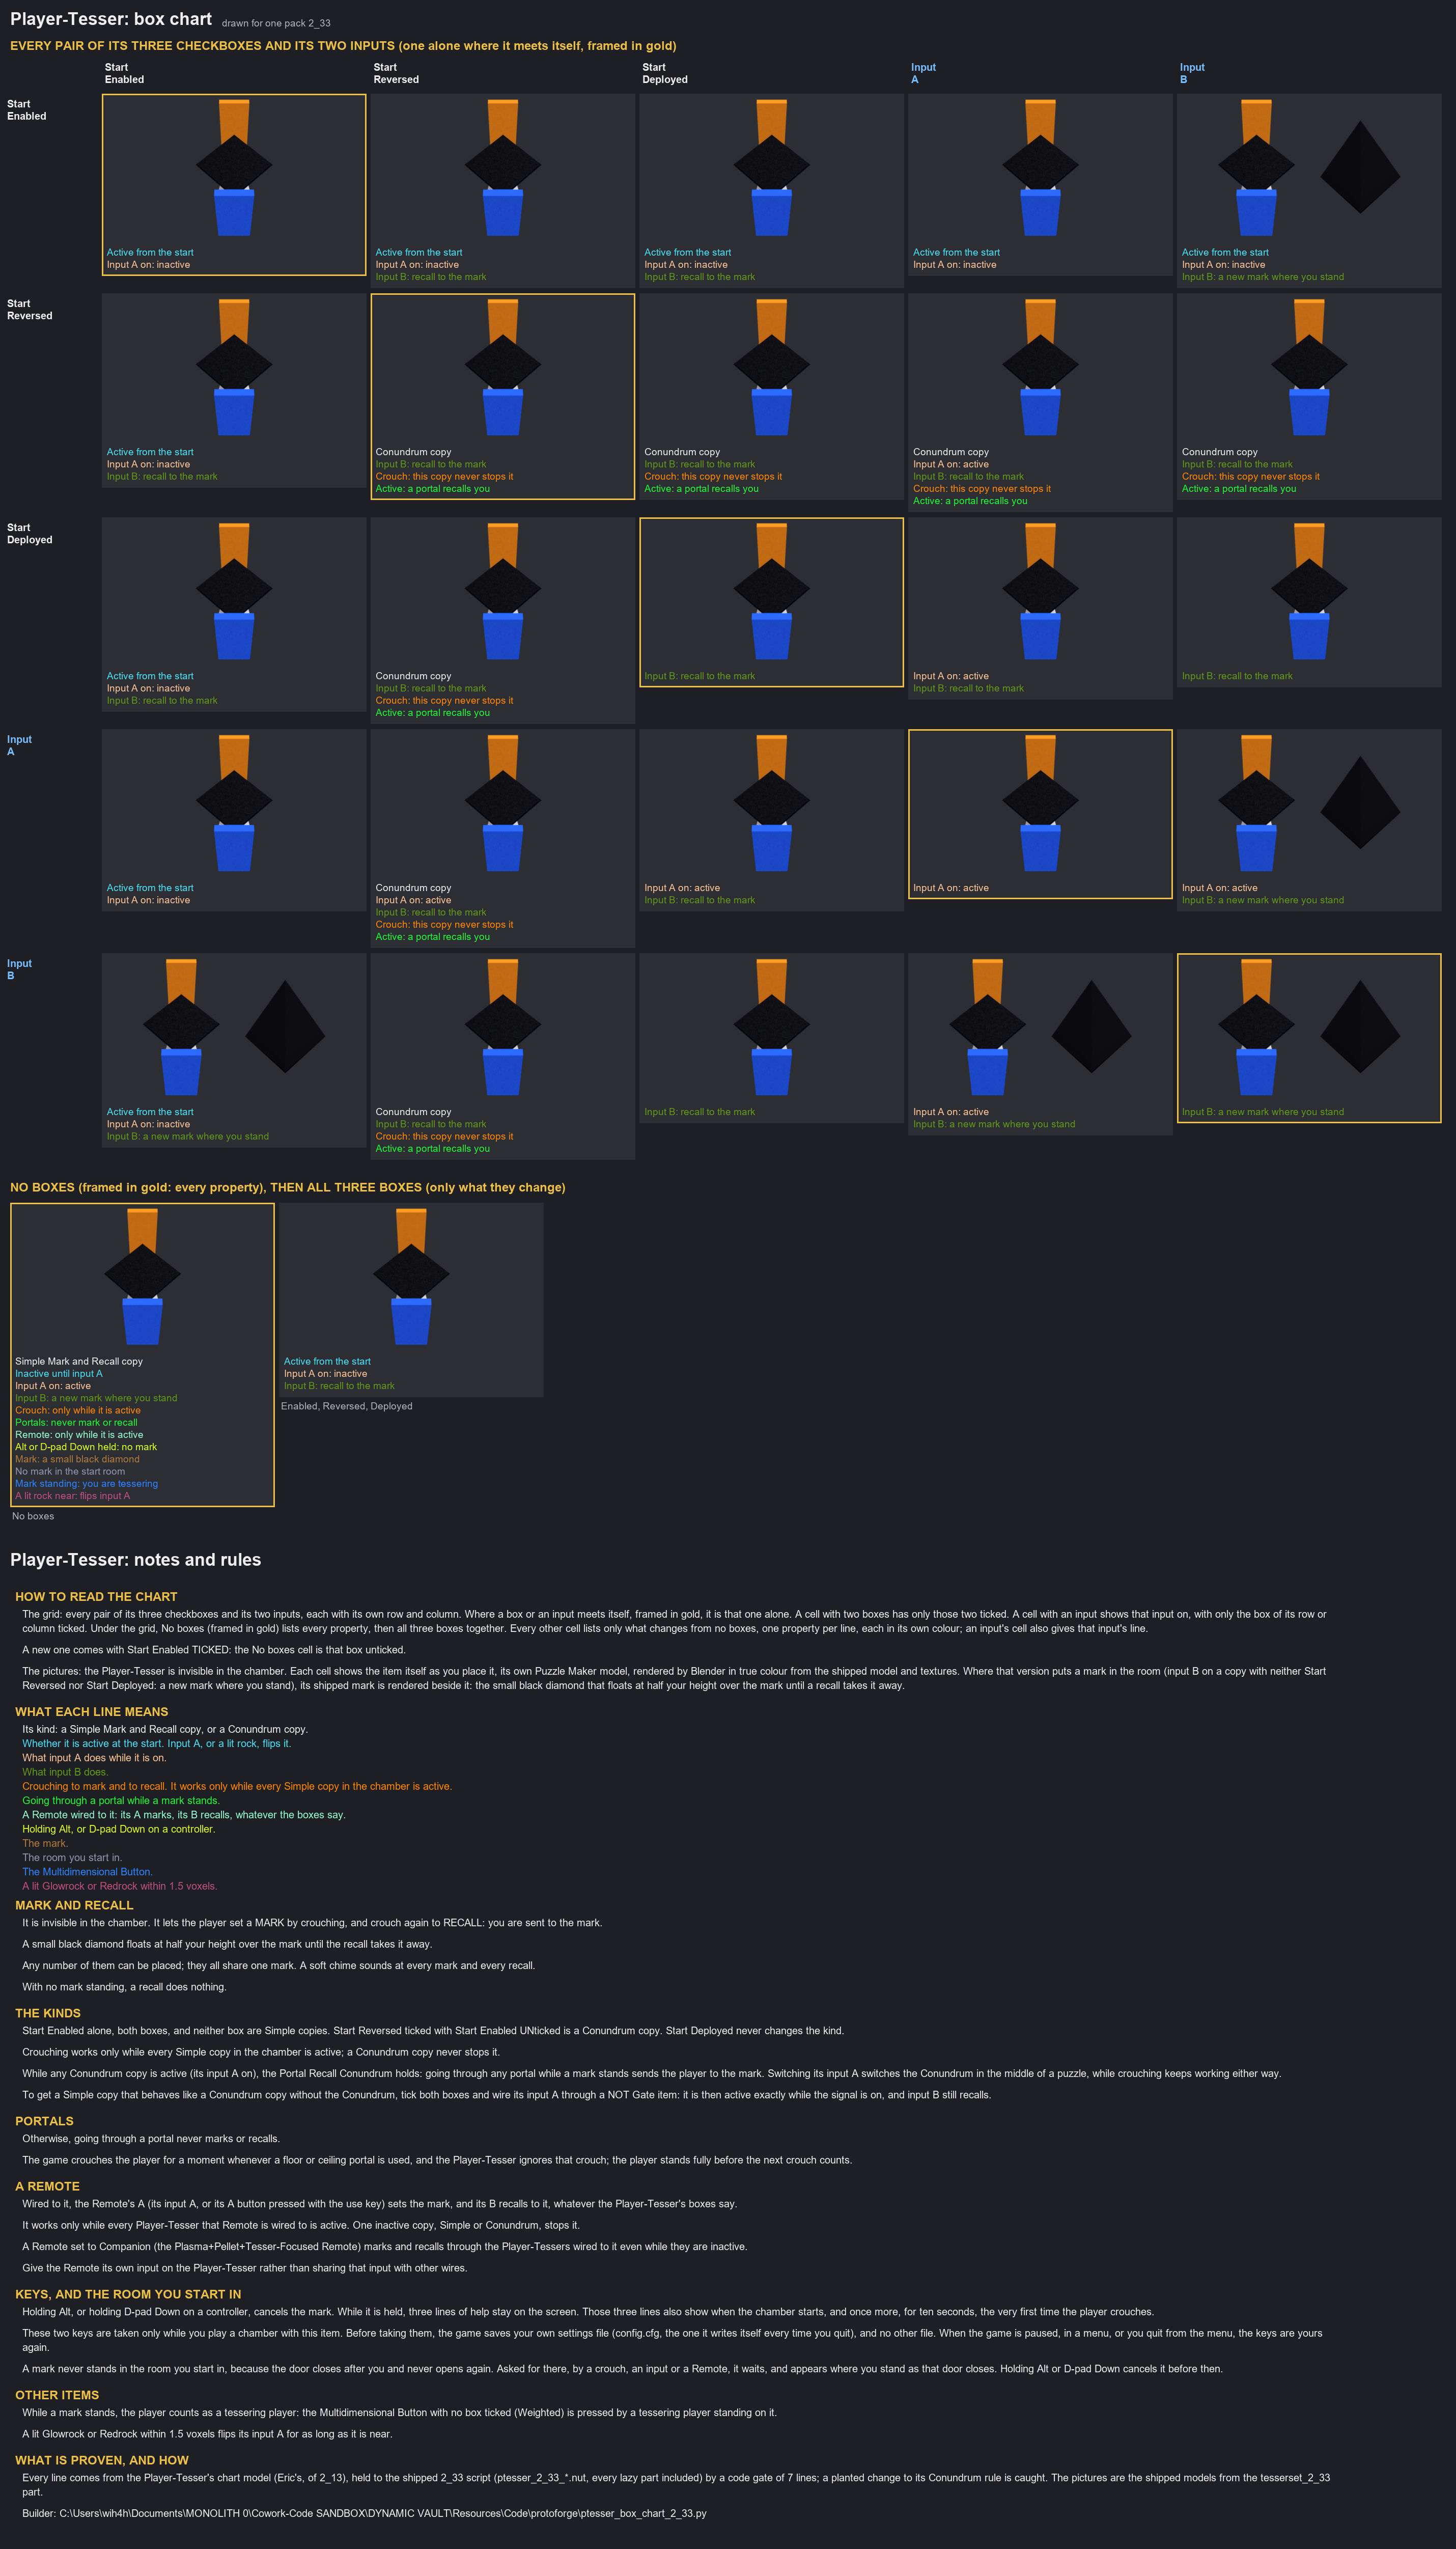 Player-Tesser: box chart drawn for one pack 2_33
EVERY PAIR OF ITS THREE CHECKBOXES AND ITS TWO INPUTS (one alone where it meets itself, framed in gold)
Start Enabled
Start Reversed
Start Deployed
Input A
Input B
Start
Enabled
Active from the start
Input A on: inactive
Active from the start
Input A on: inactive
Input B: recall to the mark
Active from the start
Input A on: inactive
Input B: recall to the mark
Active from the start
Input A on: inactive
Active from the start
Input A on: inactive
Input B: a new mark where you stand
Start
Reversed
Active from the start
Input A on: inactive
Input B: recall to the mark
Conundrum copy
Input B: recall to the mark
Crouch: this copy never stops it
Active: a portal recalls you
Conundrum copy
Input B: recall to the mark
Crouch: this copy never stops it
Active: a portal recalls you
Conundrum copy
Input A on: active
Input B: recall to the mark
Crouch: this copy never stops it
Active: a portal recalls you
Conundrum copy
Input B: recall to the mark
Crouch: this copy never stops it
Active: a portal recalls you
Start
Deployed
Active from the start
Input A on: inactive
Input B: recall to the mark
Conundrum copy
Input B: recall to the mark
Crouch: this copy never stops it
Active: a portal recalls you
Input B: recall to the mark
Input A on: active
Input B: recall to the mark
Input B: recall to the mark
Input
A
Active from the start
Input A on: inactive
Conundrum copy
Input A on: active
Input B: recall to the mark
Crouch: this copy never stops it
Active: a portal recalls you
Input A on: active
Input B: recall to the mark
Input A on: active
Input A on: active
Input B: a new mark where you stand
Input
B
Active from the start
Input A on: inactive
Input B: a new mark where you stand
Conundrum copy
Input B: recall to the mark
Crouch: this copy never stops it
Active: a portal recalls you
Input B: recall to the mark
Input A on: active
Input B: a new mark where you stand
Input B: a new mark where you stand
NO BOXES (framed in gold: every property), THEN ALL THREE BOXES (only what they change)
Simple Mark and Recall copy
Inactive until input A
Input A on: active
Input B: a new mark where you stand
Crouch: only while it is active
Portals: never mark or recall
Remote: only while it is active
Alt or D-pad Down held: no mark
Mark: a small black diamond
No mark in the start room
Mark standing: you are tessering
A lit rock near: flips input A
No boxes
Active from the start
Input A on: inactive
Input B: recall to the mark
Enabled, Reversed, Deployed
Player-Tesser: notes and rules
HOW TO READ THE CHART
The grid: every pair of its three checkboxes and its two inputs, each with its own row and column. Where a box or an input meets itself, framed in gold, it is that one alone. A cell with two boxes has only those two ticked. A cell with an input shows that input on, with only the box of its row or
column ticked. Under the grid, No boxes (framed in gold) lists every property, then all three boxes together. Every other cell lists only what changes from no boxes, one property per line, each in its own colour; an input's cell also gives that input's line.
A new one comes with Start Enabled TICKED: the No boxes cell is that box unticked.
The pictures: the Player-Tesser is invisible in the chamber. Each cell shows the item itself as you place it, its own Puzzle Maker model, rendered by Blender in true colour from the shipped model and textures. Where that version puts a mark in the room (input B on a copy with neither Start
Reversed nor Start Deployed: a new mark where you stand), its shipped mark is rendered beside it: the small black diamond that floats at half your height over the mark until a recall takes it away.
WHAT EACH LINE MEANS
Its kind: a Simple Mark and Recall copy, or a Conundrum copy.
Whether it is active at the start. Input A, or a lit rock, flips it.
What input A does while it is on.
What input B does.
Crouching to mark and to recall. It works only while every Simple copy in the chamber is active.
Going through a portal while a mark stands.
A Remote wired to it: its A marks, its B recalls, whatever the boxes say.
Holding Alt, or D-pad Down on a controller.
The mark.
The room you start in.
The Multidimensional Button.
A lit Glowrock or Redrock within 1.5 voxels.
MARK AND RECALL
It is invisible in the chamber. It lets the player set a MARK by crouching, and crouch again to RECALL: you are sent to the mark.
A small black diamond floats at half your height over the mark until the recall takes it away.
Any number of them can be placed; they all share one mark. A soft chime sounds at every mark and every recall.
With no mark standing, a recall does nothing.
THE KINDS
Start Enabled alone, both boxes, and neither box are Simple copies. Start Reversed ticked with Start Enabled UNticked is a Conundrum copy. Start Deployed never changes the kind.
Crouching works only while every Simple copy in the chamber is active; a Conundrum copy never stops it.
While any Conundrum copy is active (its input A on), the Portal Recall Conundrum holds: going through any portal while a mark stands sends the player to the mark. Switching its input A switches the Conundrum in the middle of a puzzle, while crouching keeps working either way.
To get a Simple copy that behaves like a Conundrum copy without the Conundrum, tick both boxes and wire its input A through a NOT Gate item: it is then active exactly while the signal is on, and input B still recalls.
PORTALS
Otherwise, going through a portal never marks or recalls.
The game crouches the player for a moment whenever a floor or ceiling portal is used, and the Player-Tesser ignores that crouch; the player stands fully before the next crouch counts.
A REMOTE
Wired to it, the Remote's A (its input A, or its A button pressed with the use key) sets the mark, and its B recalls to it, whatever the Player-Tesser's boxes say.
It works only while every Player-Tesser that Remote is wired to is active. One inactive copy, Simple or Conundrum, stops it.
A Remote set to Companion (the Plasma+Pellet+Tesser-Focused Remote) marks and recalls through the Player-Tessers wired to it even while they are inactive.
Give the Remote its own input on the Player-Tesser rather than sharing that input with other wires.
KEYS, AND THE ROOM YOU START IN
Holding Alt, or holding D-pad Down on a controller, cancels the mark. While it is held, three lines of help stay on the screen. Those three lines also show when the chamber starts, and once more, for ten seconds, the very first time the player crouches.
These two keys are taken only while you play a chamber with this item. Before taking them, the game saves your own settings file (config.cfg, the one it writes itself every time you quit), and no other file. When the game is paused, in a menu, or you quit from the menu, the keys are yours
again.
A mark never stands in the room you start in, because the door closes after you and never opens again. Asked for there, by a crouch, an input or a Remote, it waits, and appears where you stand as that door closes. Holding Alt or D-pad Down cancels it before then.
OTHER ITEMS
While a mark stands, the player counts as a tessering player: the Multidimensional Button with no box ticked (Weighted) is pressed by a tessering player standing on it.
A lit Glowrock or Redrock within 1.5 voxels flips its input A for as long as it is near.
WHAT IS PROVEN, AND HOW
Every line comes from the Player-Tesser's chart model (Eric's, of 2_13), held to the shipped 2_33 script (ptesser_2_33_*.nut, every lazy part included) by a code gate of 7 lines; a planted change to its Conundrum rule is caught. The pictures are the shipped models from the tesserset_2_33
part.
Builder: C:\Users\wih4h\Documents\MONOLITH 0\Cowork-Code SANDBOX\DYNAMIC VAULT\Resources\Code\protoforge\ptesser_box_chart_2_33.py